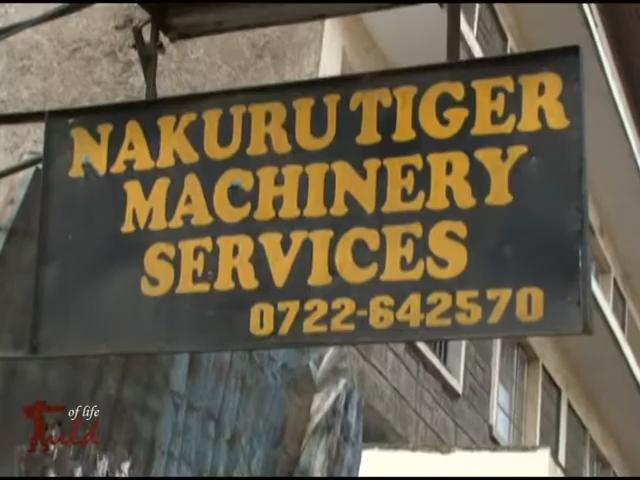 NAKURU TIGER
MACHINERY
SERVICES
0722-642570
of life